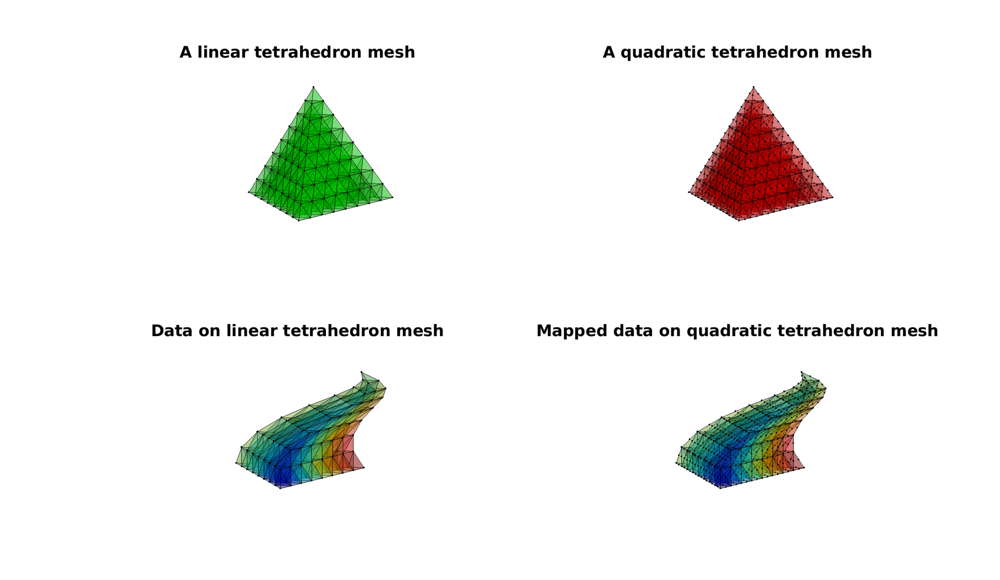 A linear tetrahedron mesh
A quadratic tetrahedron mesh
Data on linear tetrahedron mesh
Mapped data on quadratic tetrahedron mesh